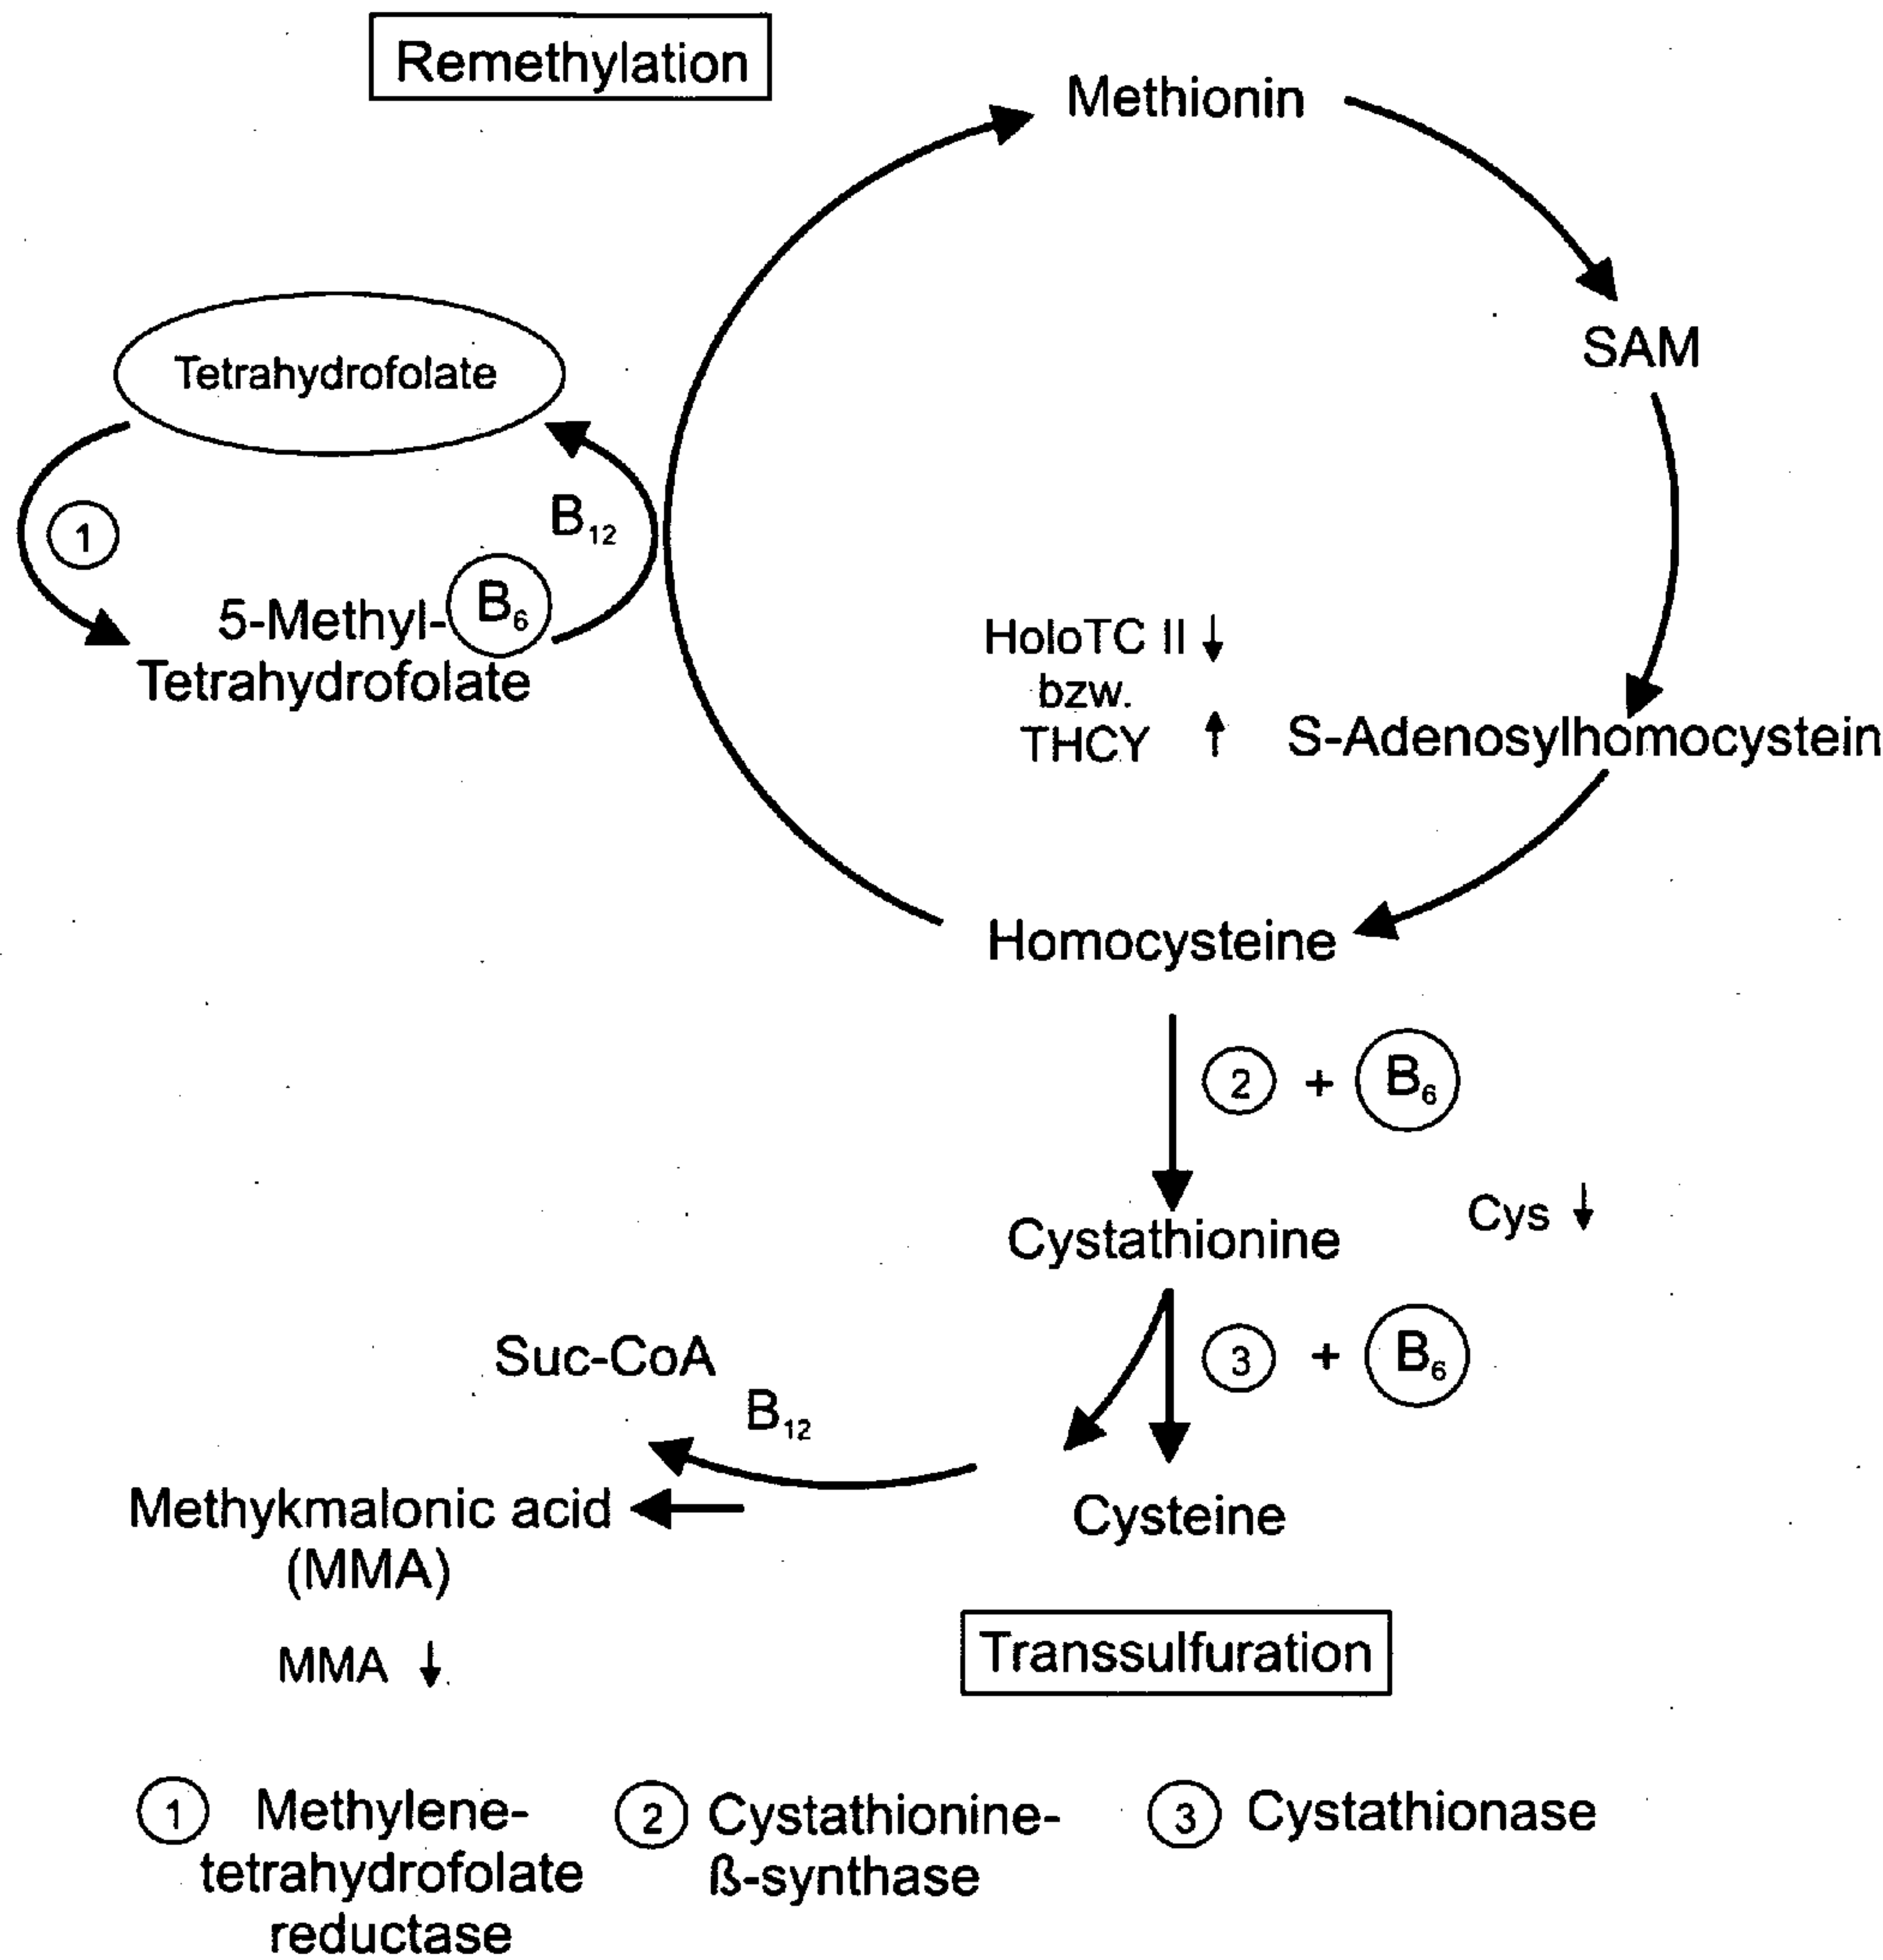 Remethylation
Methionin
SAM
Tetrahydrofolate
1
B12
5-Methyl- B6
Tetrahydrofolate
HoloTC II ↓
bzw.
THCY ↑
S-Adenosylhomocystein
Homocysteine
2 + B6
Cystathionine
Cys ↓
3 + B6
Suc-CoA
B12
Methykmalonic acid
(MMA)
Cysteine
MMA ↓
Transsulfuration
1 Methylene-
tetrahydrofolate
reductase
2 Cystathionine-
ß-synthase
3 Cystathionase